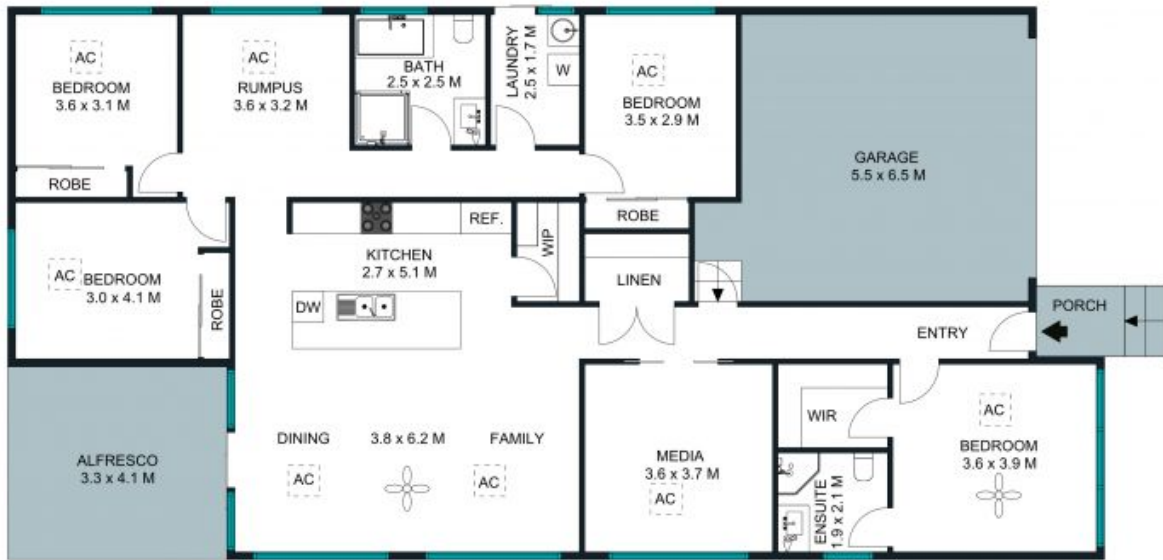 AC
BEDROOM
3.6 x 3.1 M
ROBE
AC
RUMPUS
3.6 x 3.2 M
BATH
2.5 x 2.5 M
LAUNDRY
2.5 x 1.7 M
W
AC
BEDROOM
3.5 x 2.9 M
ROBE
GARAGE
5.5 x 6.5 M
AC
BEDROOM
3.0 x 4.1 M
ROBE
KITCHEN
2.7 x 5.1 M
REF.
WIP
DW
LINEN
ENTRY
PORCH
ALFRESCO
3.3 x 4.1 M
DINING
3.8 x 6.2 M
FAMILY
AC
AC
MEDIA
3.6 x 3.7 M
AC
WIR
ENSUITE
1.9 x 2.1 M
AC
BEDROOM
3.6 x 3.9 M